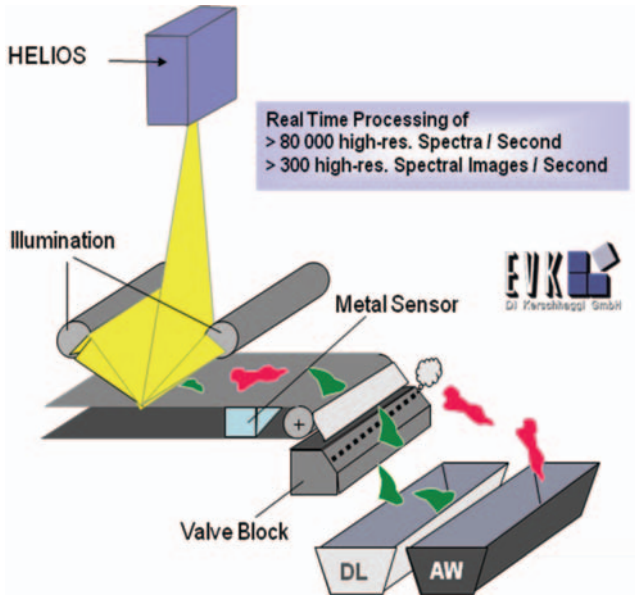 HELIOS
Real Time Processing of
> 80 000 high-res. Spectra / Second
> 300 high-res. Spectral Images / Second
Illumination
EVK
DI Kerschhaggl GmbH
Metal Sensor
+
Valve Block
DL
AW